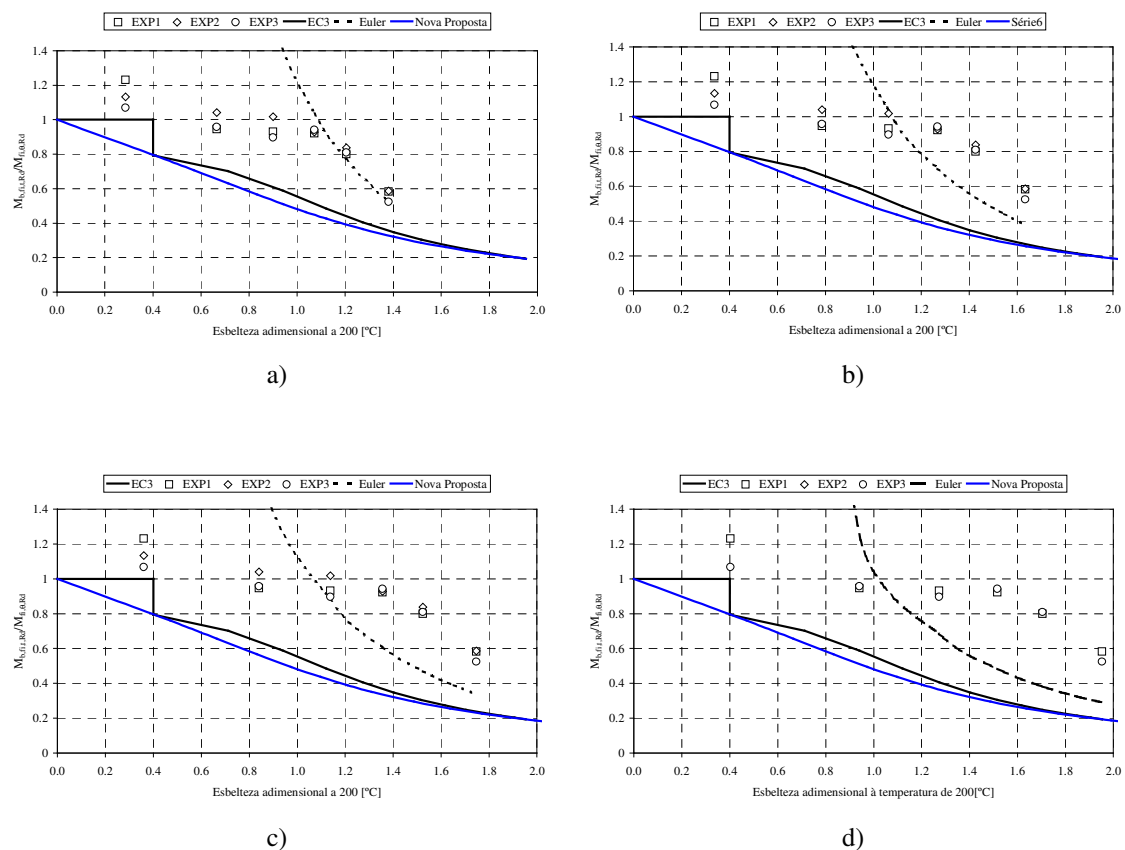 EXP1 EXP2 EXP3 EC3 Euler Nova Proposta
1.4
1.2
1
0.8
0.6
0.4
0.2
0
M_b,fi,t,Rd/M_fi,θ,Rd
0.0 0.2 0.4 0.6 0.8 1.0 1.2 1.4 1.6 1.8 2.0
Esbelteza adimensional a 200 [ºC]
a)
EXP1 EXP2 EXP3 EC3 Euler Série6
1.4
1.2
1
0.8
0.6
0.4
0.2
0
M_b,fi,t,Rd/M_fi,θ,Rd
0.0 0.2 0.4 0.6 0.8 1.0 1.2 1.4 1.6 1.8 2.0
Esbelteza adimensional a 200 [ºC]
b)
EC3 EXP1 EXP2 EXP3 Euler Nova Proposta
1.4
1.2
1
0.8
0.6
0.4
0.2
0
M_b,fi,t,Rd/M_fi,θ,Rd
0.0 0.2 0.4 0.6 0.8 1.0 1.2 1.4 1.6 1.8 2.0
Esbelteza adimensional a 200 [ºC]
c)
EC3 EXP1 EXP2 EXP3 Euler Nova Proposta
1.4
1.2
1
0.8
0.6
0.4
0.2
0
M_b,fi,t,Rd/M_fi,θ,Rd
0.0 0.2 0.4 0.6 0.8 1.0 1.2 1.4 1.6 1.8 2.0
Esbelteza adimensional à temperatura de 200[ºC]
d)